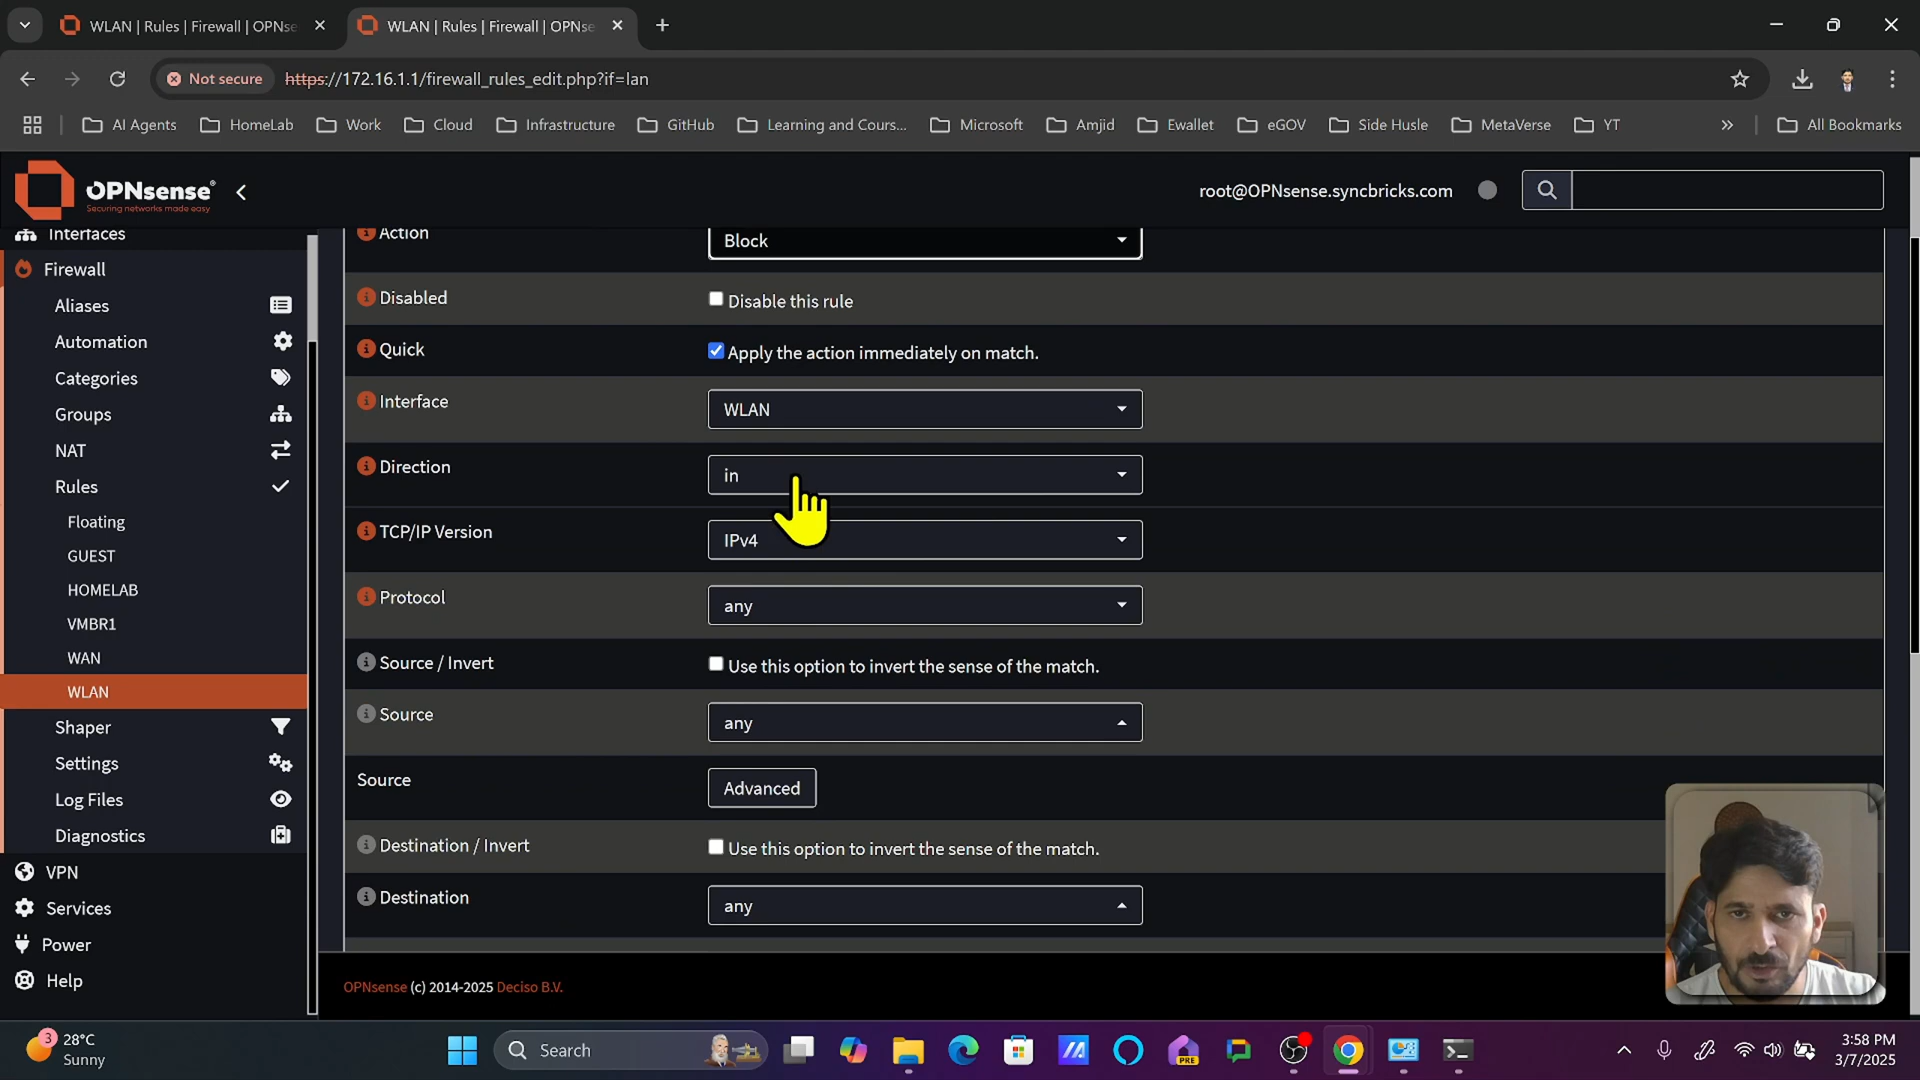 WLAN | Rules | Firewall | OPNse
WLAN | Rules | Firewall | OPNse
Not secure
https://172.16.1.1/firewall_rules_edit.php?if=lan
AI Agents
HomeLab
Work
Cloud
Infrastructure
GitHub
Learning and Cours...
Microsoft
Amjid
Ewallet
eGOV
Side Husle
MetaVerse
YT
All Bookmarks
OPNsense®
Securing networks made easy
root@OPNsense.syncbricks.com
Interfaces
Firewall
Aliases
Automation
Categories
Groups
NAT
Rules
Floating
GUEST
HOMELAB
VMBR1
WAN
WLAN
Shaper
Settings
Log Files
Diagnostics
VPN
Services
Power
Help
Action
Block
Disabled
Disable this rule
Quick
Apply the action immediately on match.
Interface
WLAN
Direction
in
TCP/IP Version
IPv4
Protocol
any
Source / Invert
Use this option to invert the sense of the match.
Source
any
Source
Advanced
Destination / Invert
Use this option to invert the sense of the match.
Destination
any
OPNsense (c) 2014-2025 Deciso B.V.
3
28°C
Sunny
Search
PRE
3:58 PM
3/7/2025